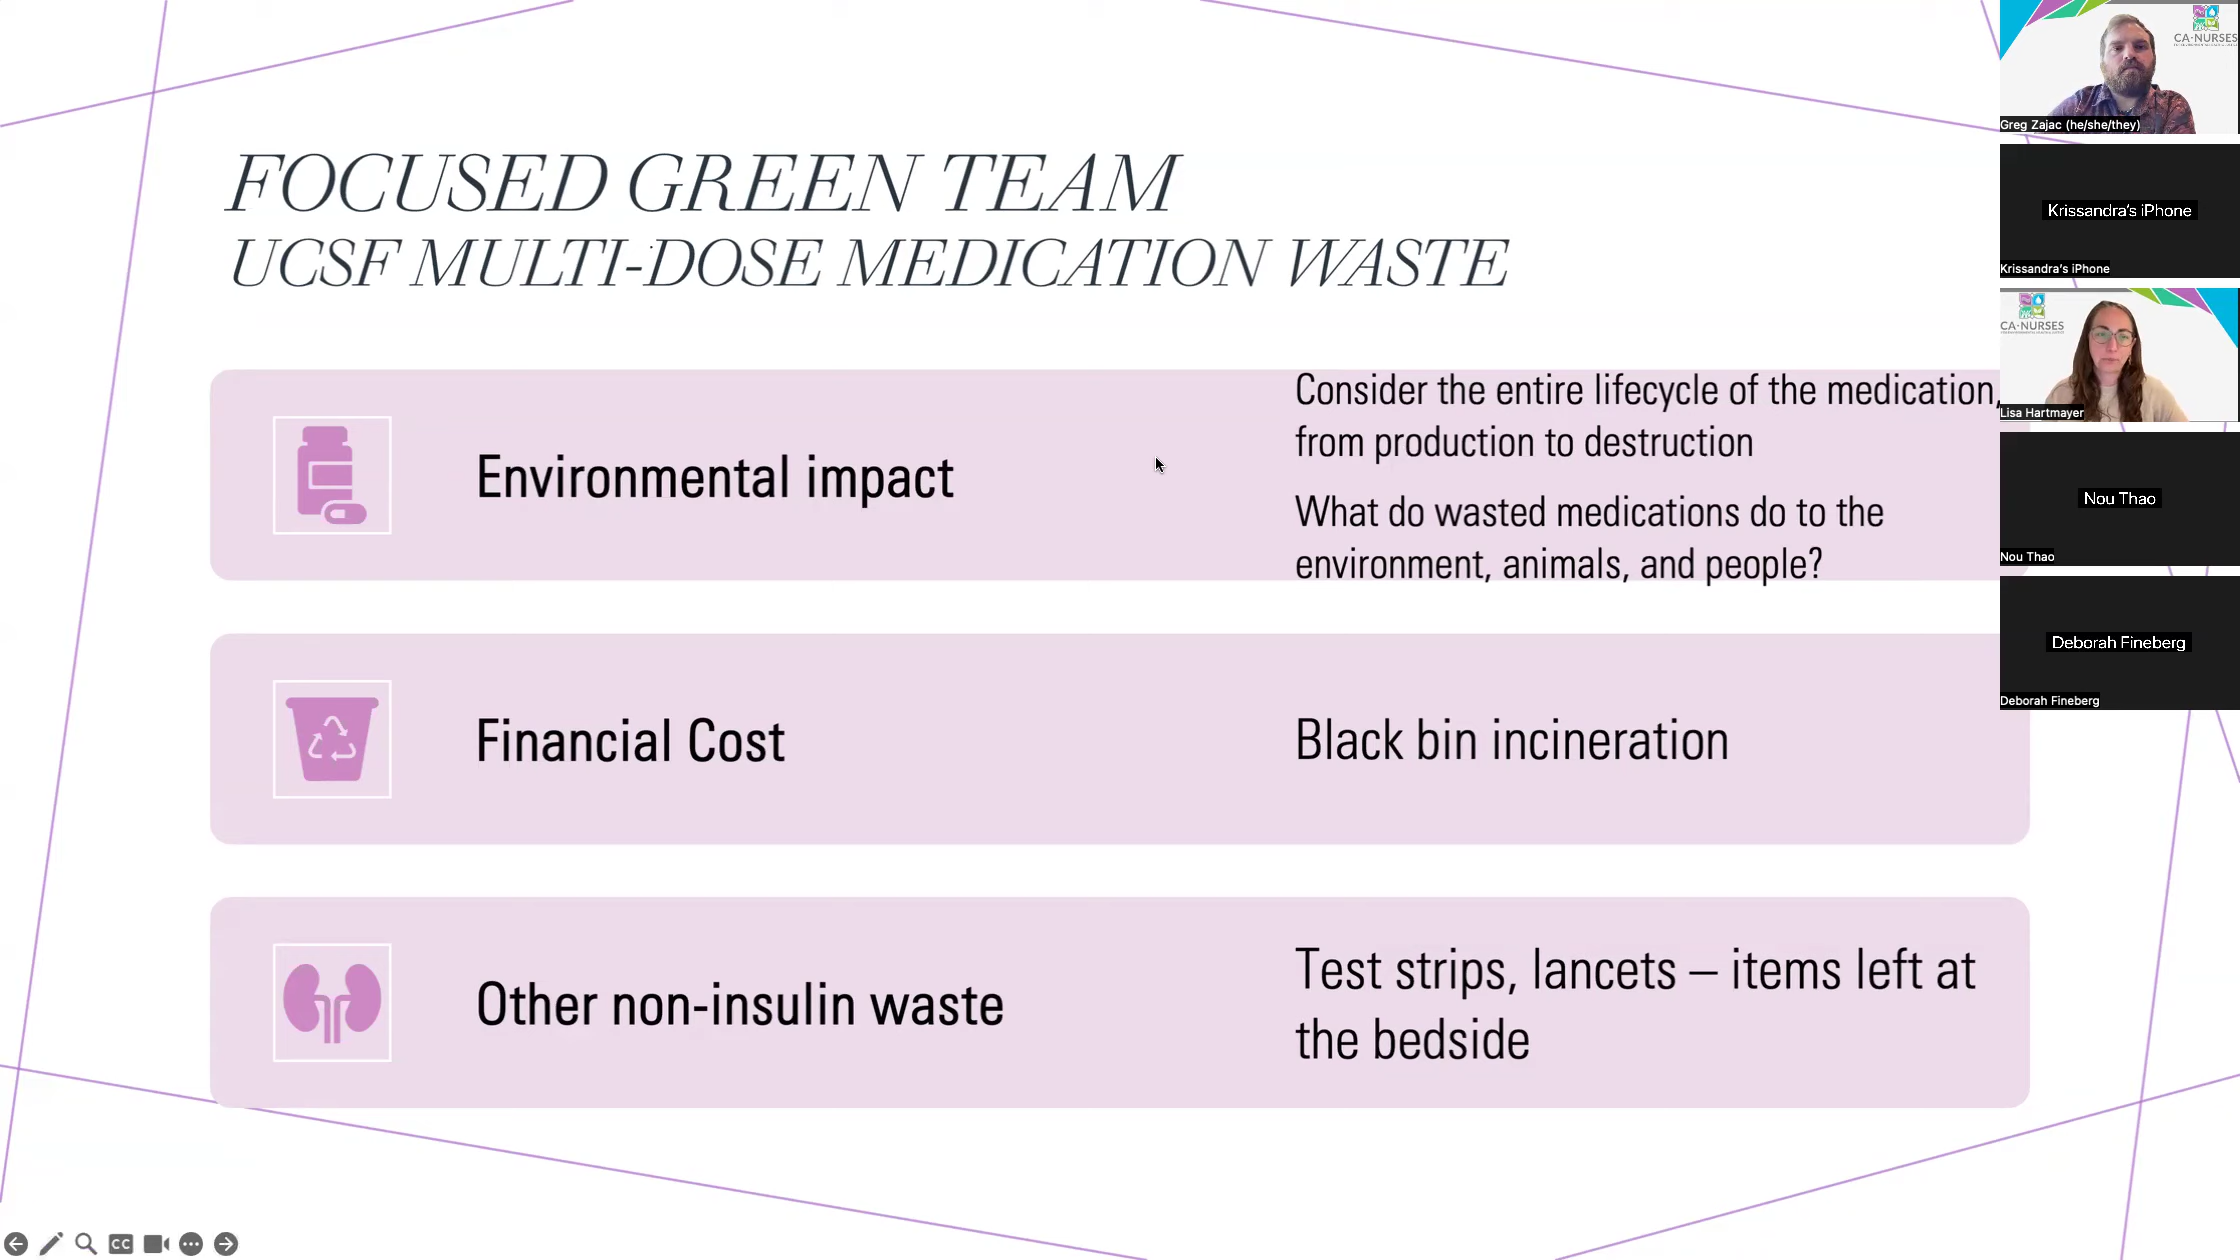 FOCUSED GREEN TEAM
UCSF MULTI-DOSE MEDICATION WASTE
Environmental impact
Consider the entire lifecycle of the medication,
from production to destruction
What do wasted medications do to the
environment, animals, and people?
Financial Cost
Black bin incineration
Other non-insulin waste
Test strips, lancets – items left at
the bedside
CA·NURSES
Greg Zajac (he/she/they)
Krissandra's iPhone
Krissandra's iPhone
CA·NURSES
Lisa Hartmayer
Nou Thao
Nou Thao
Deborah Fineberg
Deborah Fineberg
CC